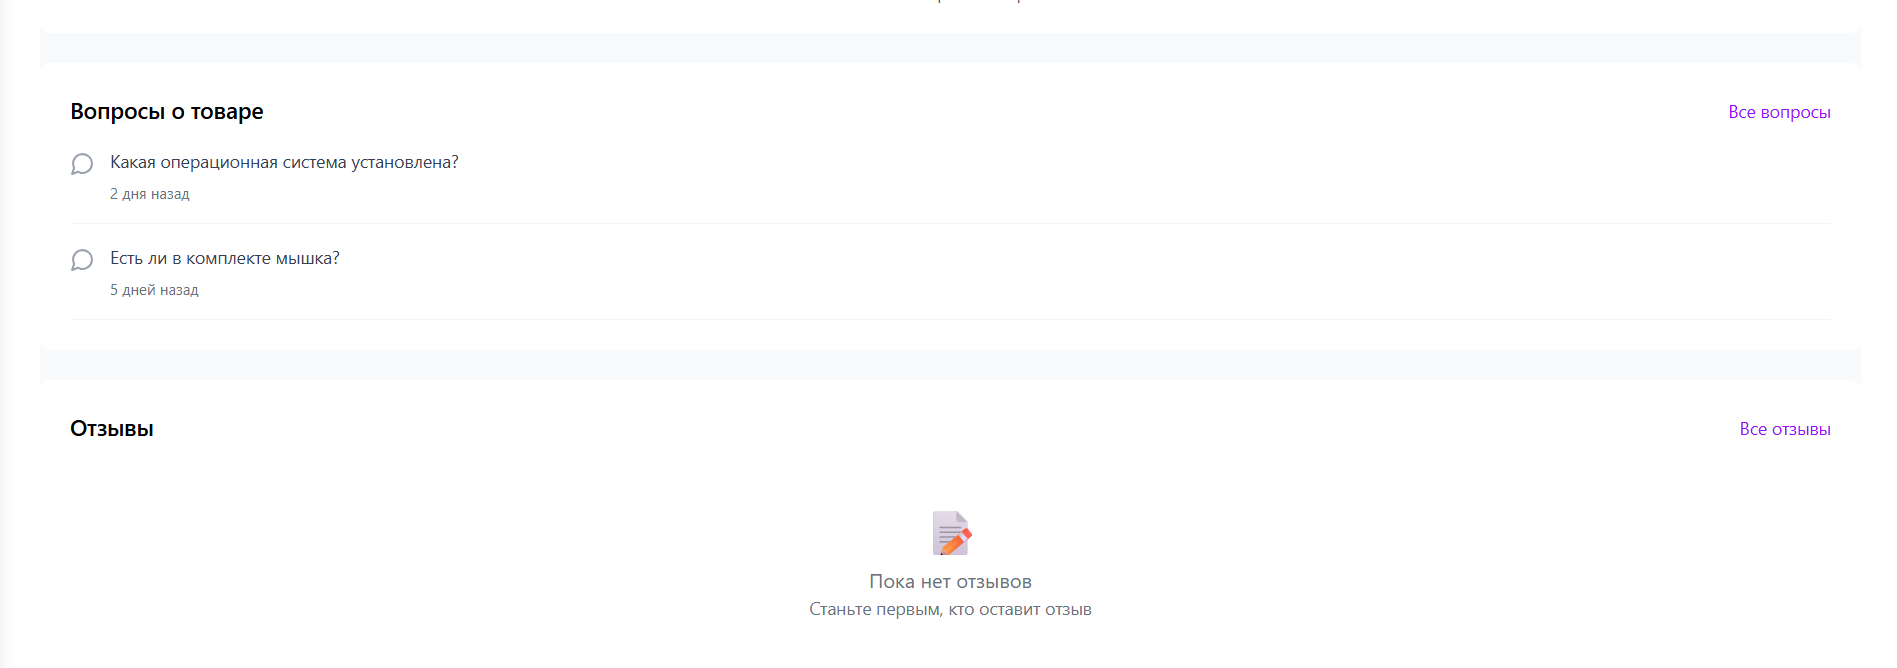 Вопросы о товаре
Все вопросы
Какая операционная система установлена?
2 дня назад
Есть ли в комплекте мышка?
5 дней назад
Отзывы
Все отзывы
Пока нет отзывов
Станьте первым, кто оставит отзыв